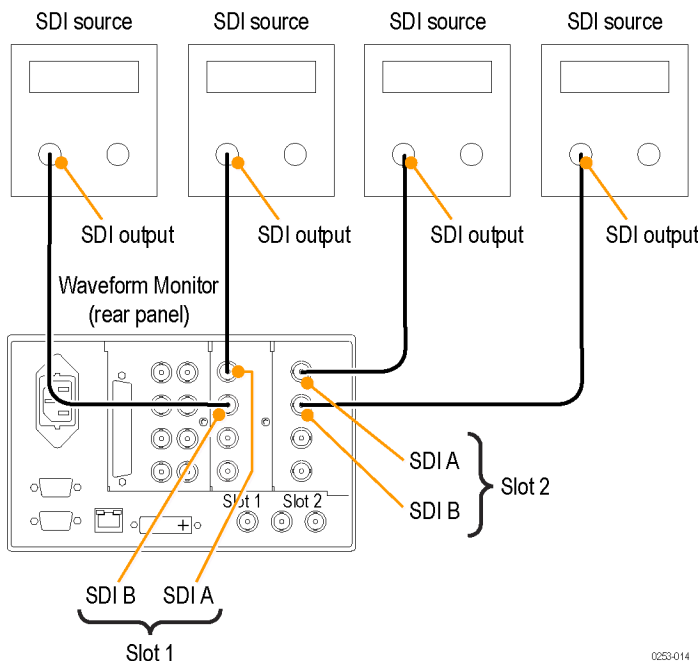 SDI source
SDI source
SDI source
SDI source
SDI output
SDI output
SDI output
SDI output
Waveform Monitor
(rear panel)
SDI A
SDI B
Slot 2
Slot 1
Slot 2
SDI B
SDI A
Slot 1
0253-014